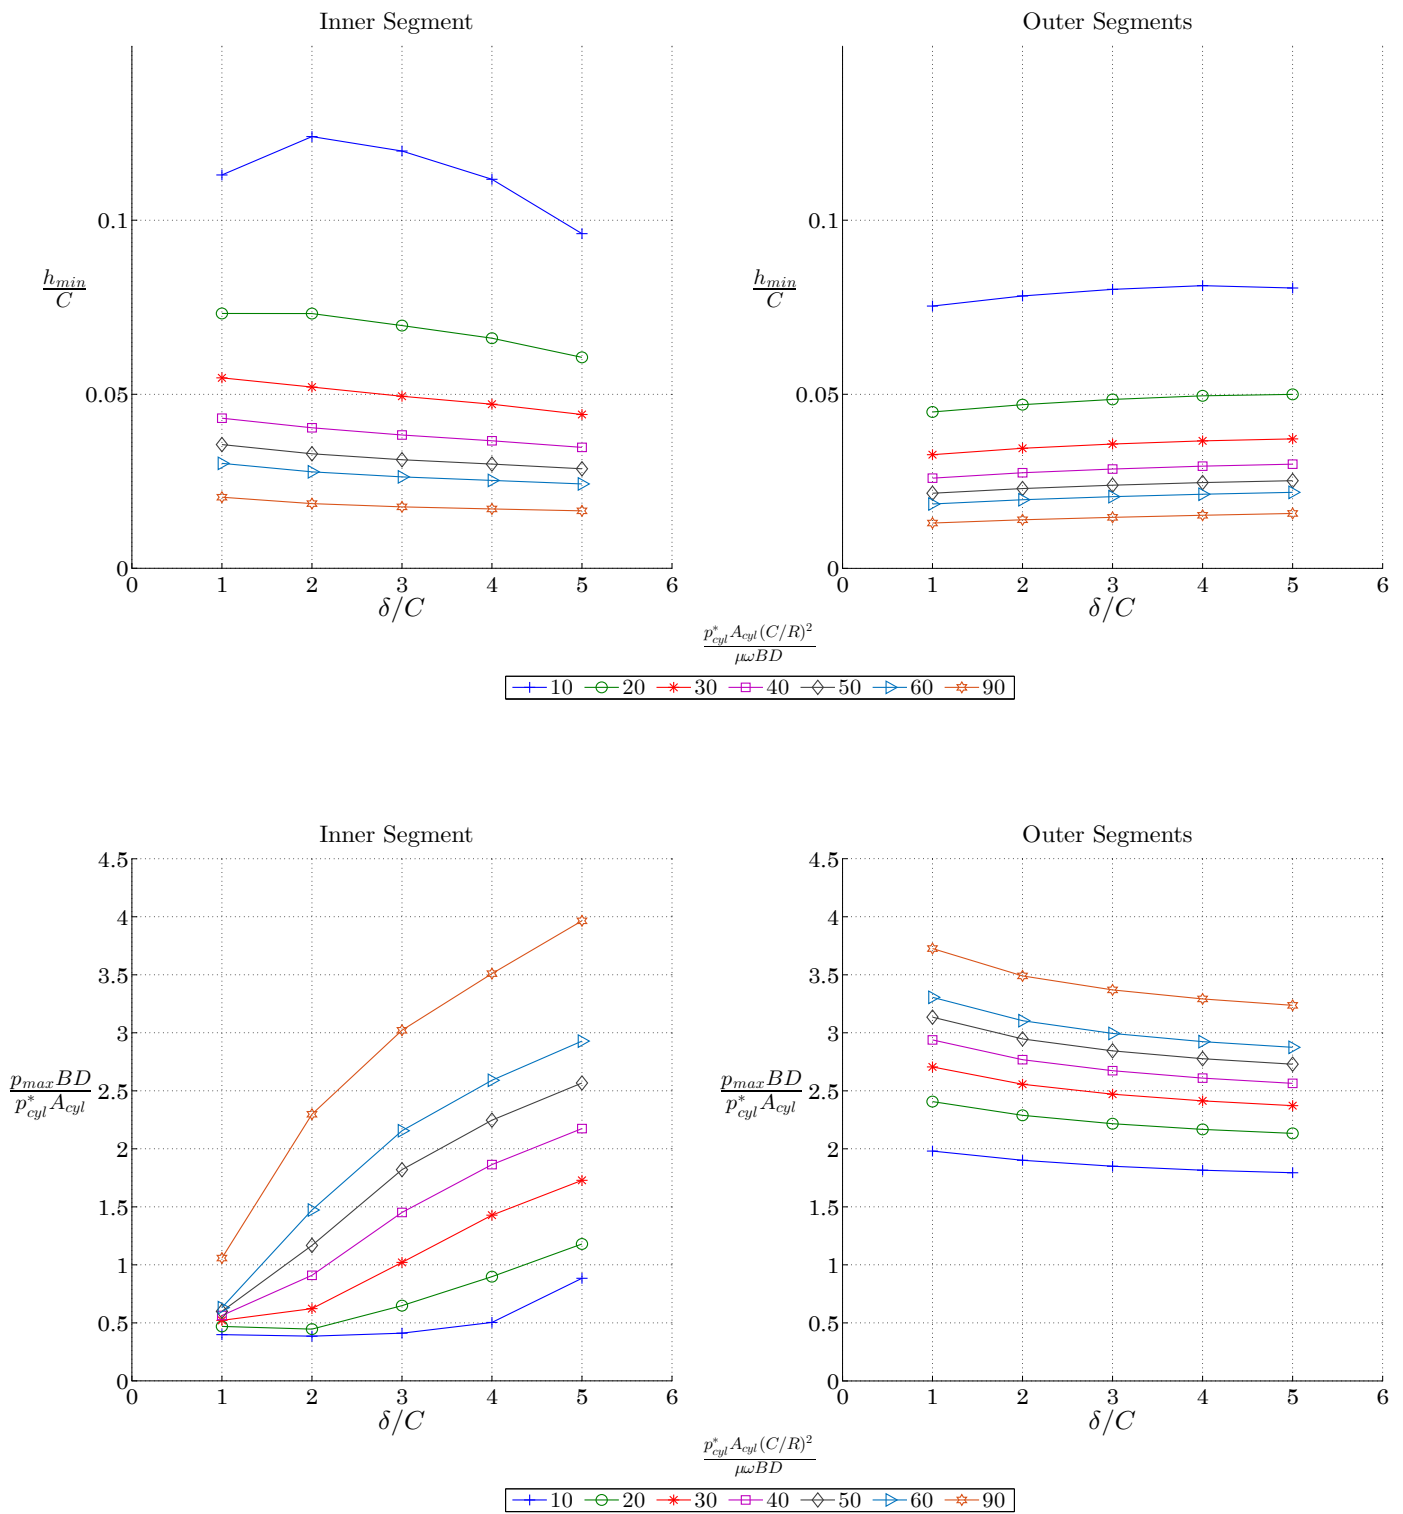 Inner Segment Outer Segments
0.1 0.1
h_min/C h_min/C
0.05 0.05
0 0
0 1 2 3 4 5 6 0 1 2 3 4 5 6
δ/C δ/C
p*_cyl A_cyl (C/R)^2 / μωBD
10 20 30 40 50 60 90
Inner Segment Outer Segments
4.5 4.5
4 4
3.5 3.5
3 3
p_max BD / p*_cyl A_cyl 2.5 p_max BD / p*_cyl A_cyl 2.5
2 2
1.5 1.5
1 1
0.5 0.5
0 0
0 1 2 3 4 5 6 0 1 2 3 4 5 6
δ/C δ/C
p*_cyl A_cyl (C/R)^2 / μωBD
10 20 30 40 50 60 90